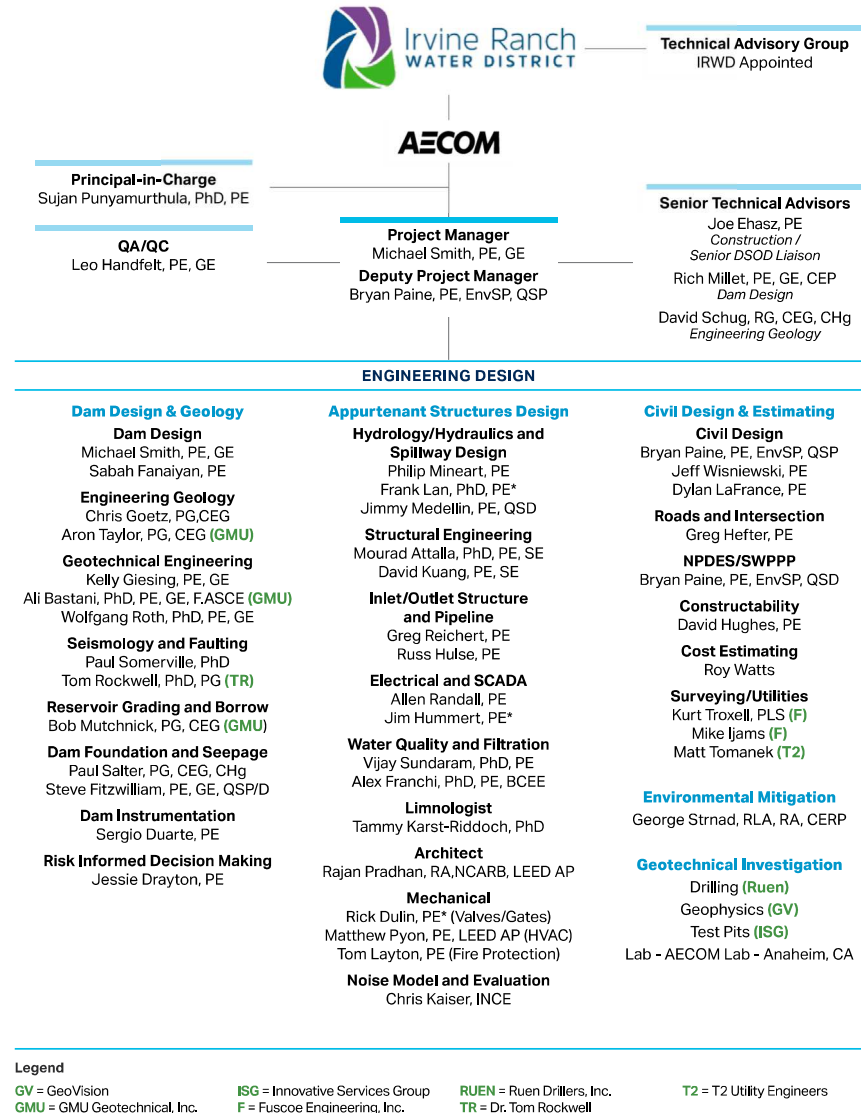 Irvine Ranch
WATER DISTRICT
Technical Advisory Group
IRWD Appointed
AECOM
Principal-in-Charge
Sujan Punyamurthula, PhD, PE
QA/QC
Leo Handfelt, PE, GE
Project Manager
Michael Smith, PE, GE
Deputy Project Manager
Bryan Paine, PE, EnvSP, QSP
Senior Technical Advisors
Joe Ehasz, PE
Construction /
Senior DSOD Liaison
Rich Millet, PE, GE, CEP
Dam Design
David Schug, RG, CEG, CHg
Engineering Geology
ENGINEERING DESIGN
Dam Design & Geology
Dam Design
Michael Smith, PE, GE
Sabah Fanaiyan, PE
Engineering Geology
Chris Goetz, PG,CEG
Aron Taylor, PG, CEG (GMU)
Geotechnical Engineering
Kelly Giesing, PE, GE
Ali Bastani, PhD, PE, GE, F.ASCE (GMU)
Wolfgang Roth, PhD, PE, GE
Seismology and Faulting
Paul Somerville, PhD
Tom Rockwell, PhD, PG (TR)
Reservoir Grading and Borrow
Bob Mutchnick, PG, CEG (GMU)
Dam Foundation and Seepage
Paul Salter, PG, CEG, CHg
Steve Fitzwilliam, PE, GE, QSP/D
Dam Instrumentation
Sergio Duarte, PE
Risk Informed Decision Making
Jessie Drayton, PE
Appurtenant Structures Design
Hydrology/Hydraulics and
Spillway Design
Philip Mineart, PE
Frank Lan, PhD, PE*
Jimmy Medellin, PE, QSD
Structural Engineering
Mourad Attalla, PhD, PE, SE
David Kuang, PE, SE
Inlet/Outlet Structure
and Pipeline
Greg Reichert, PE
Russ Hulse, PE
Electrical and SCADA
Allen Randall, PE
Jim Hummert, PE*
Water Quality and Filtration
Vijay Sundaram, PhD, PE
Alex Franchi, PhD, PE, BCEE
Limnologist
Tammy Karst-Riddoch, PhD
Architect
Rajan Pradhan, RA,NCARB, LEED AP
Mechanical
Rick Dulin, PE* (Valves/Gates)
Matthew Pyon, PE, LEED AP (HVAC)
Tom Layton, PE (Fire Protection)
Noise Model and Evaluation
Chris Kaiser, INCE
Civil Design & Estimating
Civil Design
Bryan Paine, PE, EnvSP, QSP
Jeff Wisniewski, PE
Dylan LaFrance, PE
Roads and Intersection
Greg Hefter, PE
NPDES/SWPPP
Bryan Paine, PE, EnvSP, QSD
Constructability
David Hughes, PE
Cost Estimating
Roy Watts
Surveying/Utilities
Kurt Troxell, PLS (F)
Mike Ijams (F)
Matt Tomanek (T2)
Environmental Mitigation
George Strnad, RLA, RA, CERP
Geotechnical Investigation
Drilling (Ruen)
Geophysics (GV)
Test Pits (ISG)
Lab - AECOM Lab - Anaheim, CA
Legend
GV = GeoVision
GMU = GMU Geotechnical, Inc.
ISG = Innovative Services Group
F = Fuscoe Engineering, Inc.
RUEN = Ruen Drillers, Inc.
TR = Dr. Tom Rockwell
T2 = T2 Utility Engineers